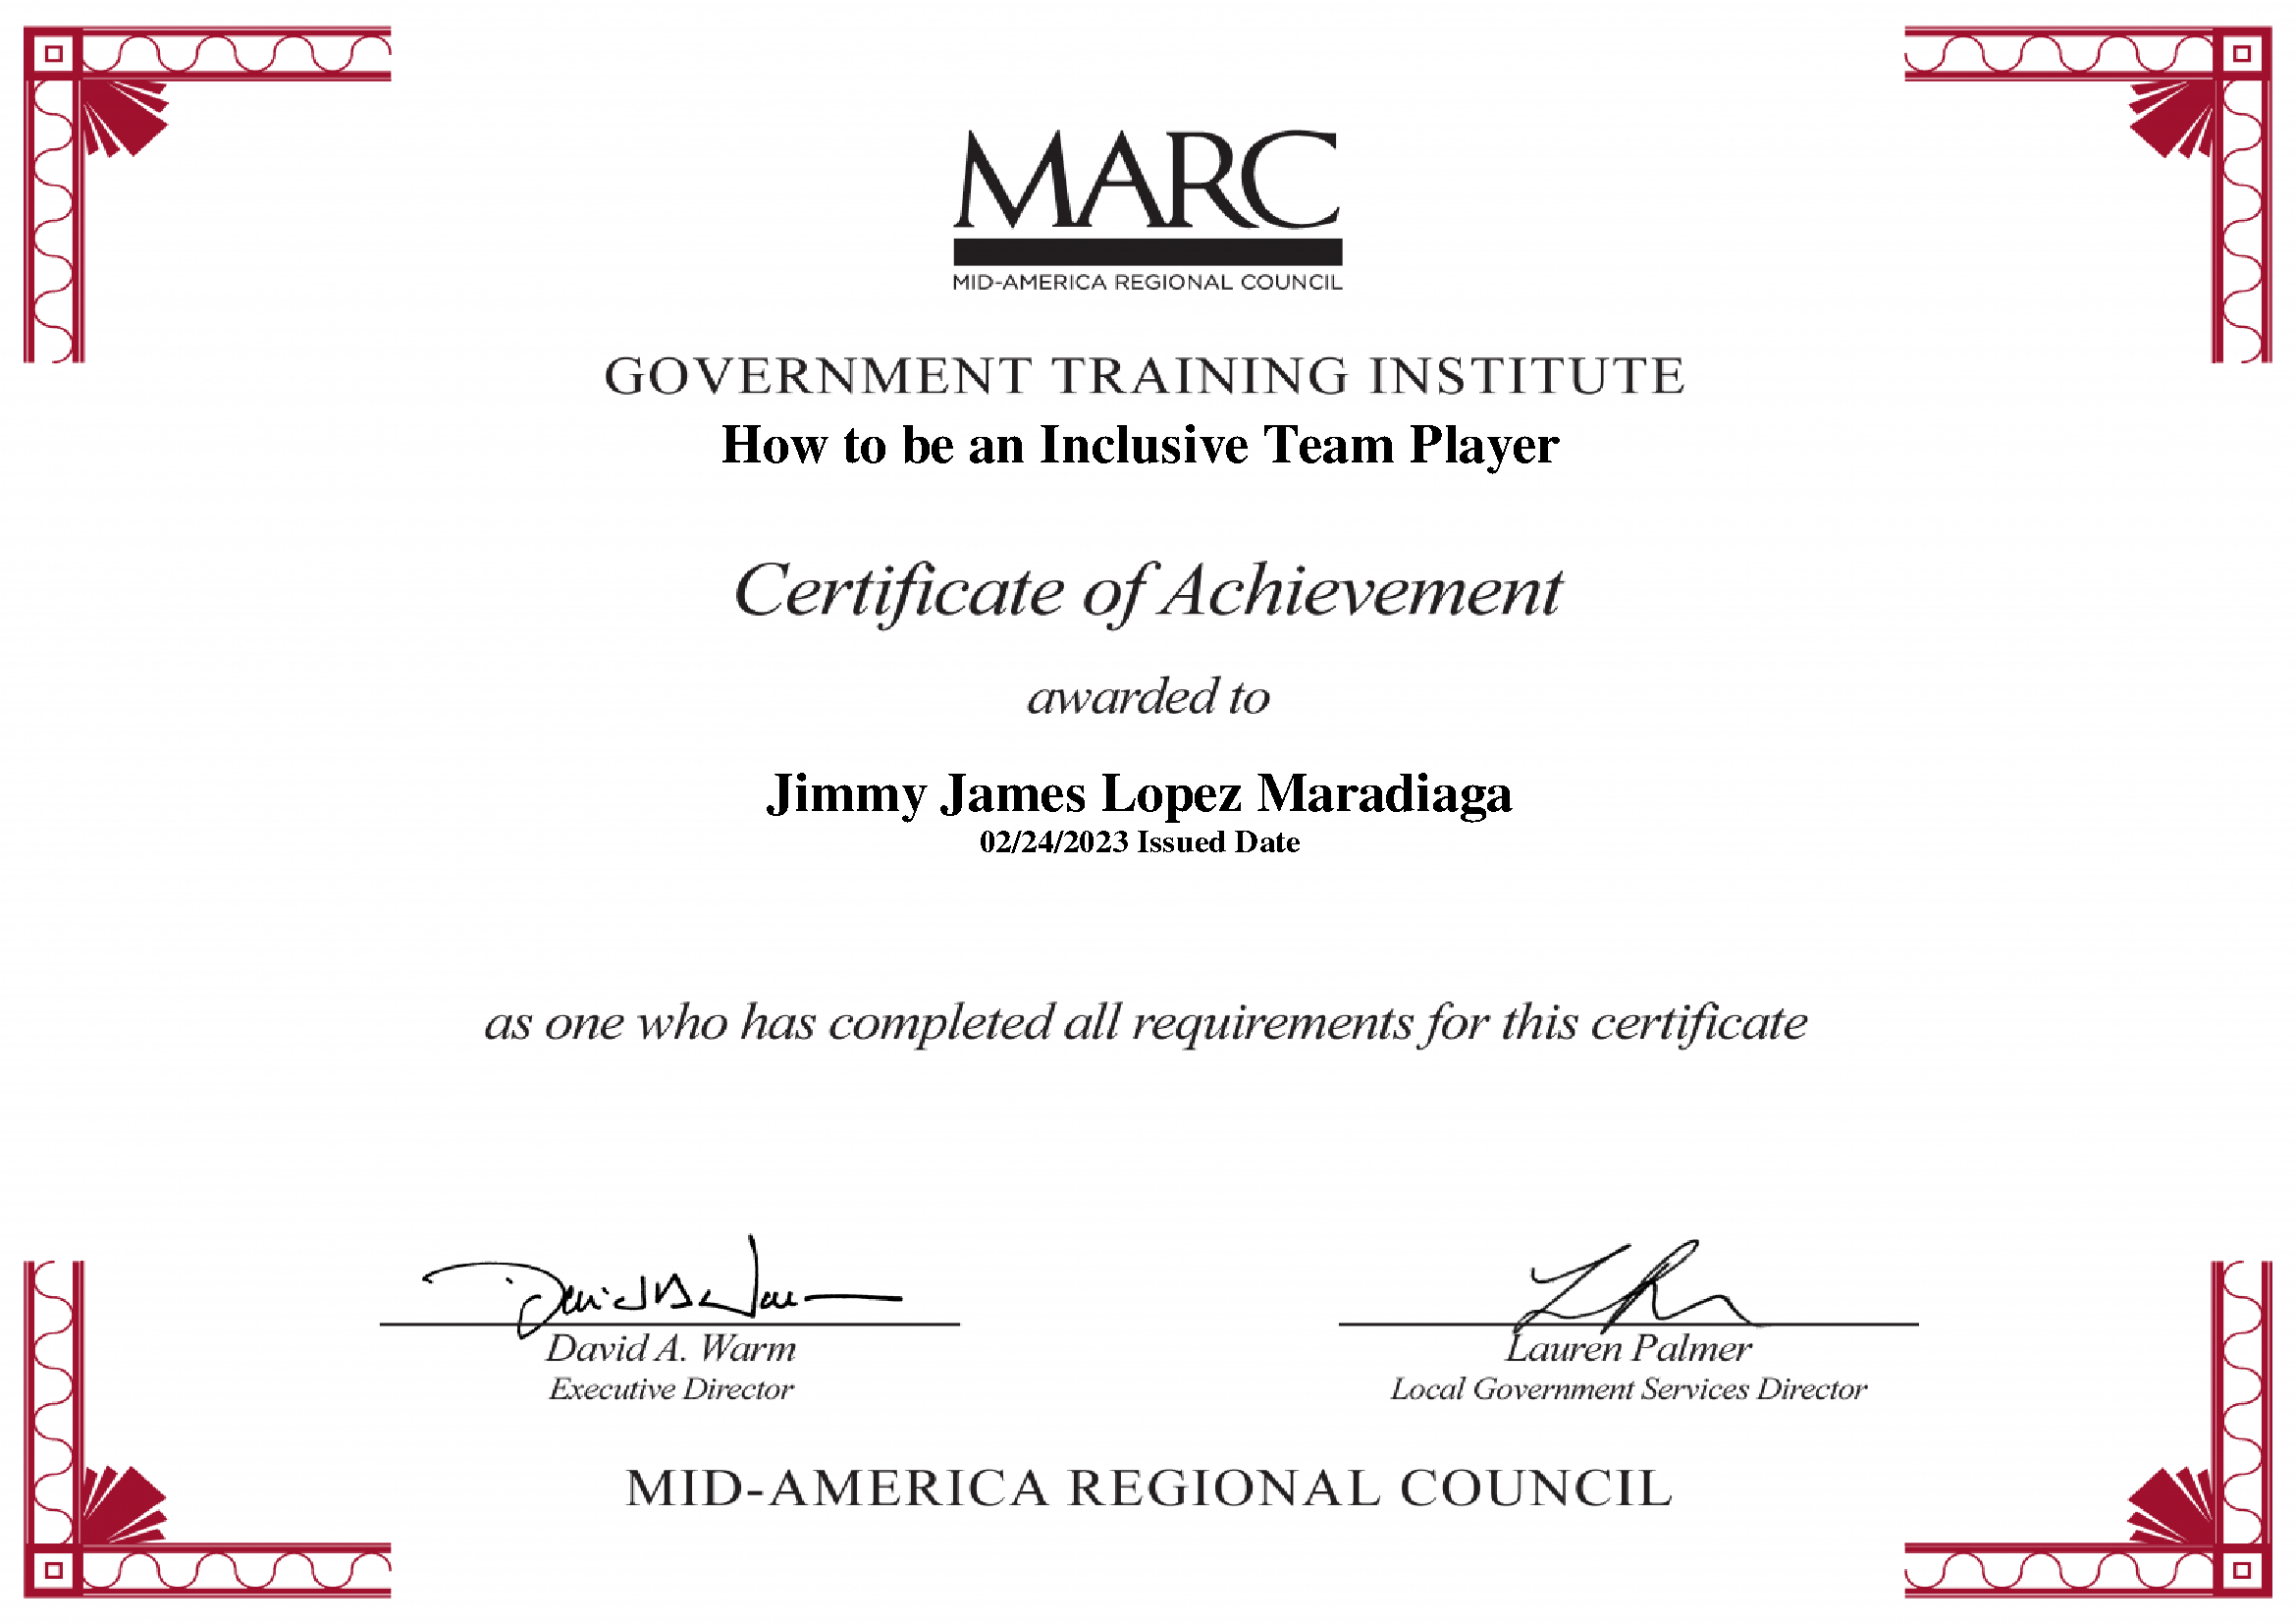 MARC
MID-AMERICA REGIONAL COUNCIL
GOVERNMENT TRAINING INSTITUTE
How to be an Inclusive Team Player
Certificate of Achievement
awarded to
Jimmy James Lopez Maradiaga
02/24/2023 Issued Date
as one who has completed all requirements for this certificate
David A. Warm
Executive Director
Lauren Palmer
Local Government Services Director
MID-AMERICA REGIONAL COUNCIL